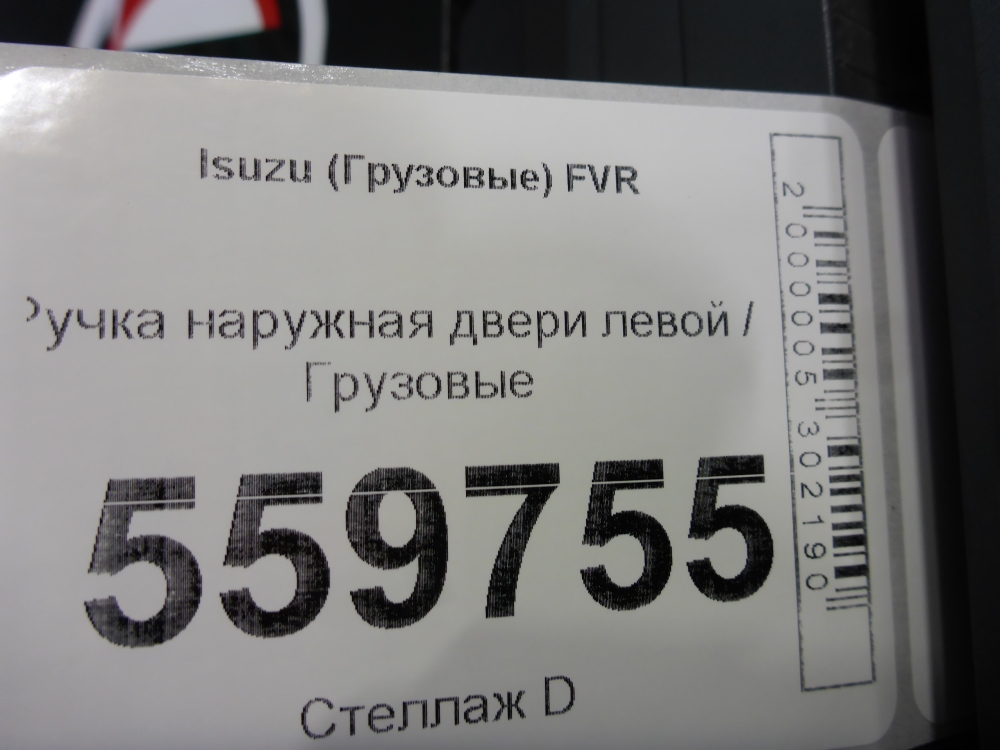 Isuzu (Грузовые) FVR
Ручка наружная двери левой /
Грузовые
559755
Стеллаж D
2000005302190